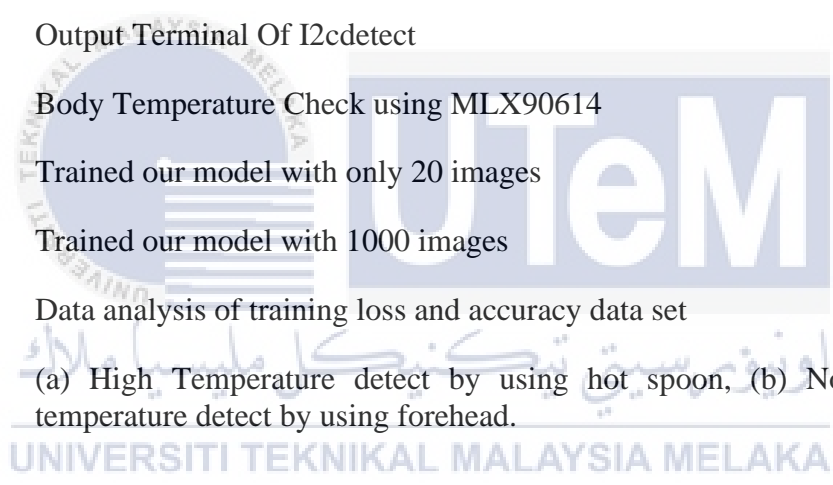 Output Terminal Of I2cdetect
Body Temperature Check using MLX90614
Trained our model with only 20 images
Trained our model with 1000 images
Data analysis of training loss and accuracy data set
(a) High Temperature detect by using hot spoon, (b)
temperature detect by using forehead.
UTeM
UNIVERSITI TEKNIKAL MALAYSIA MELAKA